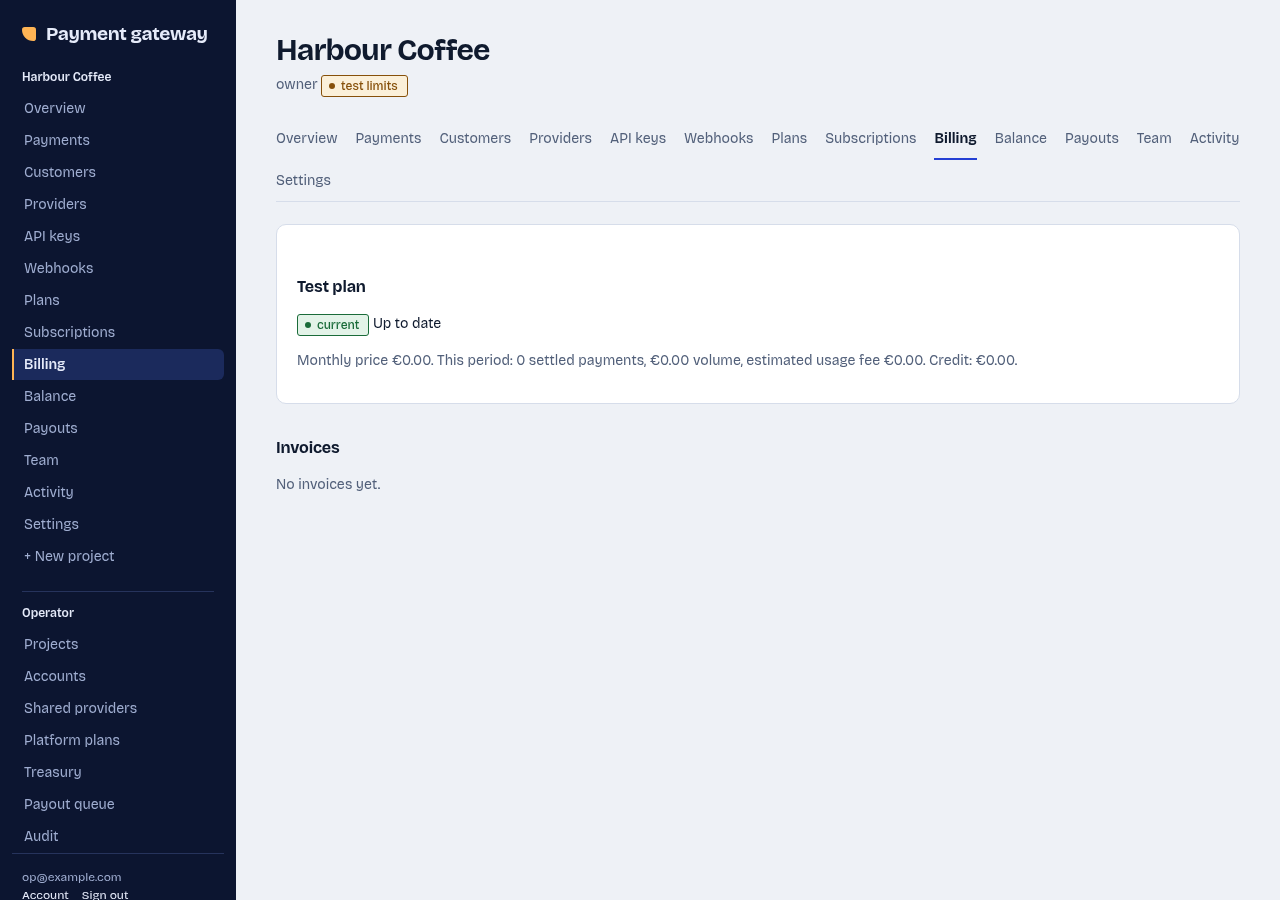 Payment gateway
Harbour Coffee
Overview
Payments
Customers
Providers
API keys
Webhooks
Plans
Subscriptions
Billing
Balance
Payouts
Team
Activity
Settings
+ New project
Operator
Projects
Accounts
Shared providers
Platform plans
Treasury
Payout queue
Audit
op@example.com
Account Sign out
Harbour Coffee
owner test limits
Overview Payments Customers Providers API keys Webhooks Plans Subscriptions Billing Balance Payouts Team Activity
Settings
Test plan
current Up to date
Monthly price €0.00. This period: 0 settled payments, €0.00 volume, estimated usage fee €0.00. Credit: €0.00.
Invoices
No invoices yet.